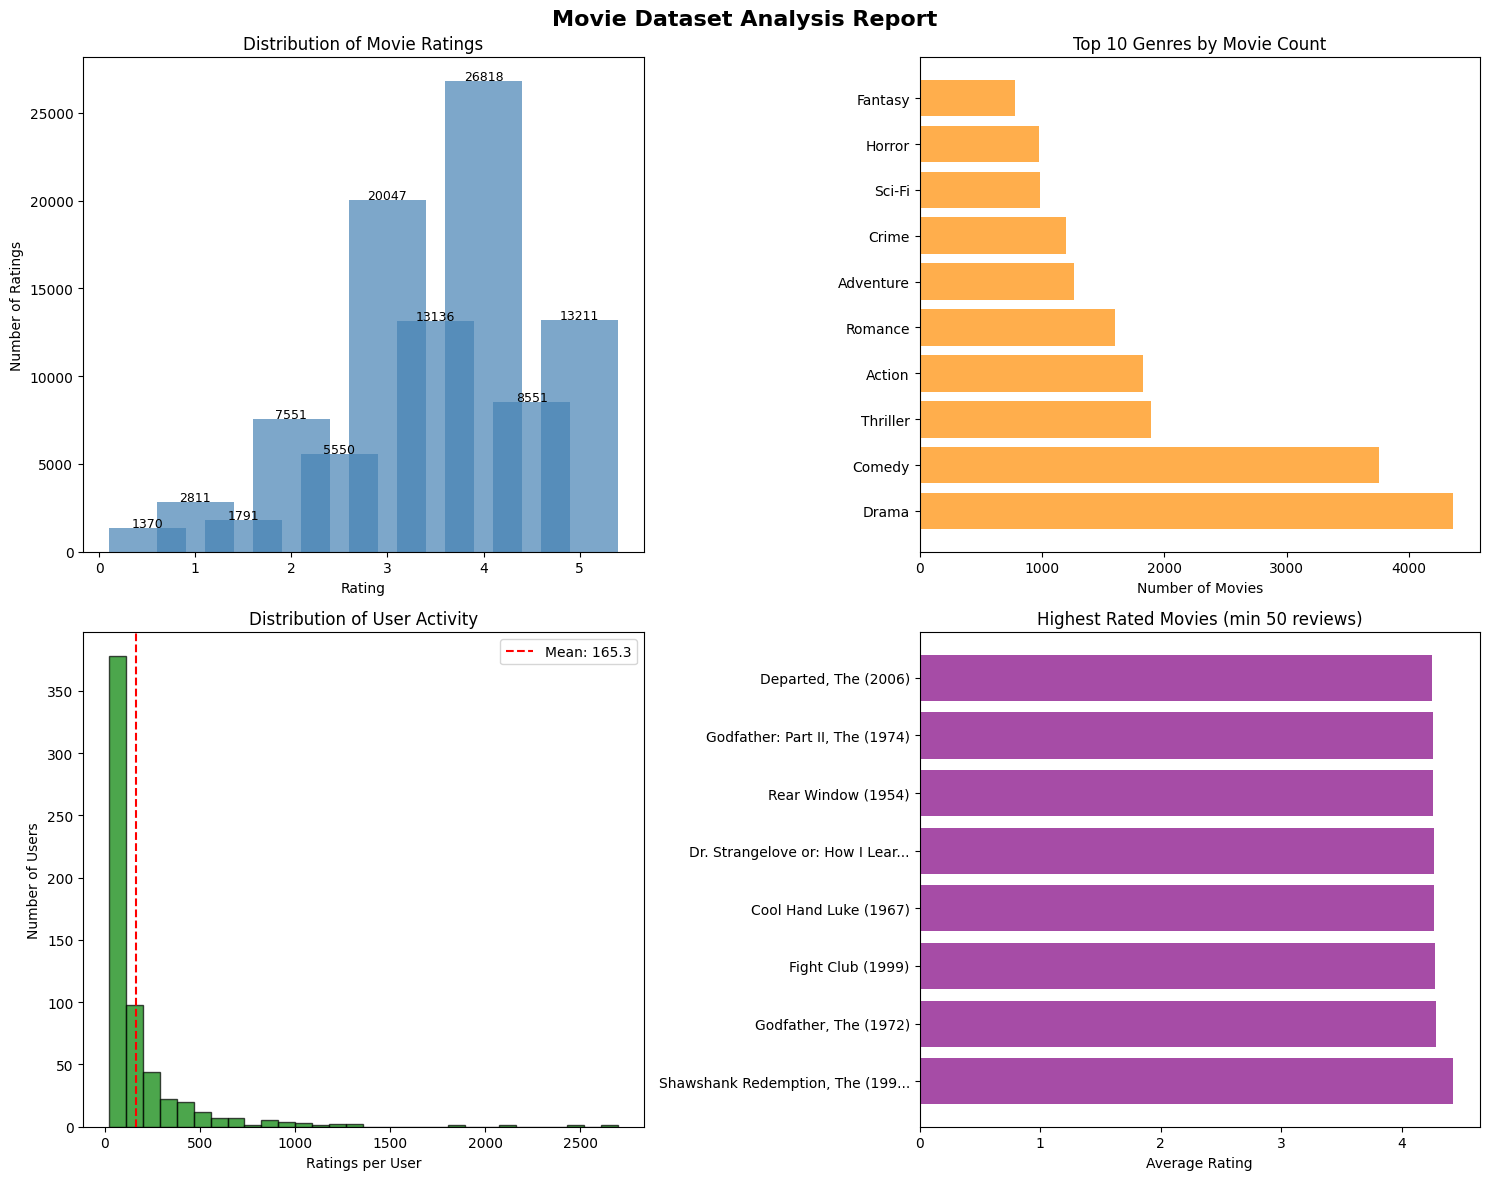 Movie Dataset Analysis Report
Distribution of Movie Ratings
Number of Ratings
25000
20000
15000
10000
5000
0
1370
2811
1791
7551
5550
20047
13136
26818
8551
13211
0 1 2 3 4 5
Rating
Top 10 Genres by Movie Count
Fantasy
Horror
Sci-Fi
Crime
Adventure
Romance
Action
Thriller
Comedy
Drama
0 1000 2000 3000 4000
Number of Movies
Distribution of User Activity
Number of Users
Mean: 165.3
350
300
250
200
150
100
50
0
0 500 1000 1500 2000 2500
Ratings per User
Highest Rated Movies (min 50 reviews)
Departed, The (2006)
Godfather: Part II, The (1974)
Rear Window (1954)
Dr. Strangelove or: How I Lear...
Cool Hand Luke (1967)
Fight Club (1999)
Godfather, The (1972)
Shawshank Redemption, The (199...
0 1 2 3 4
Average Rating